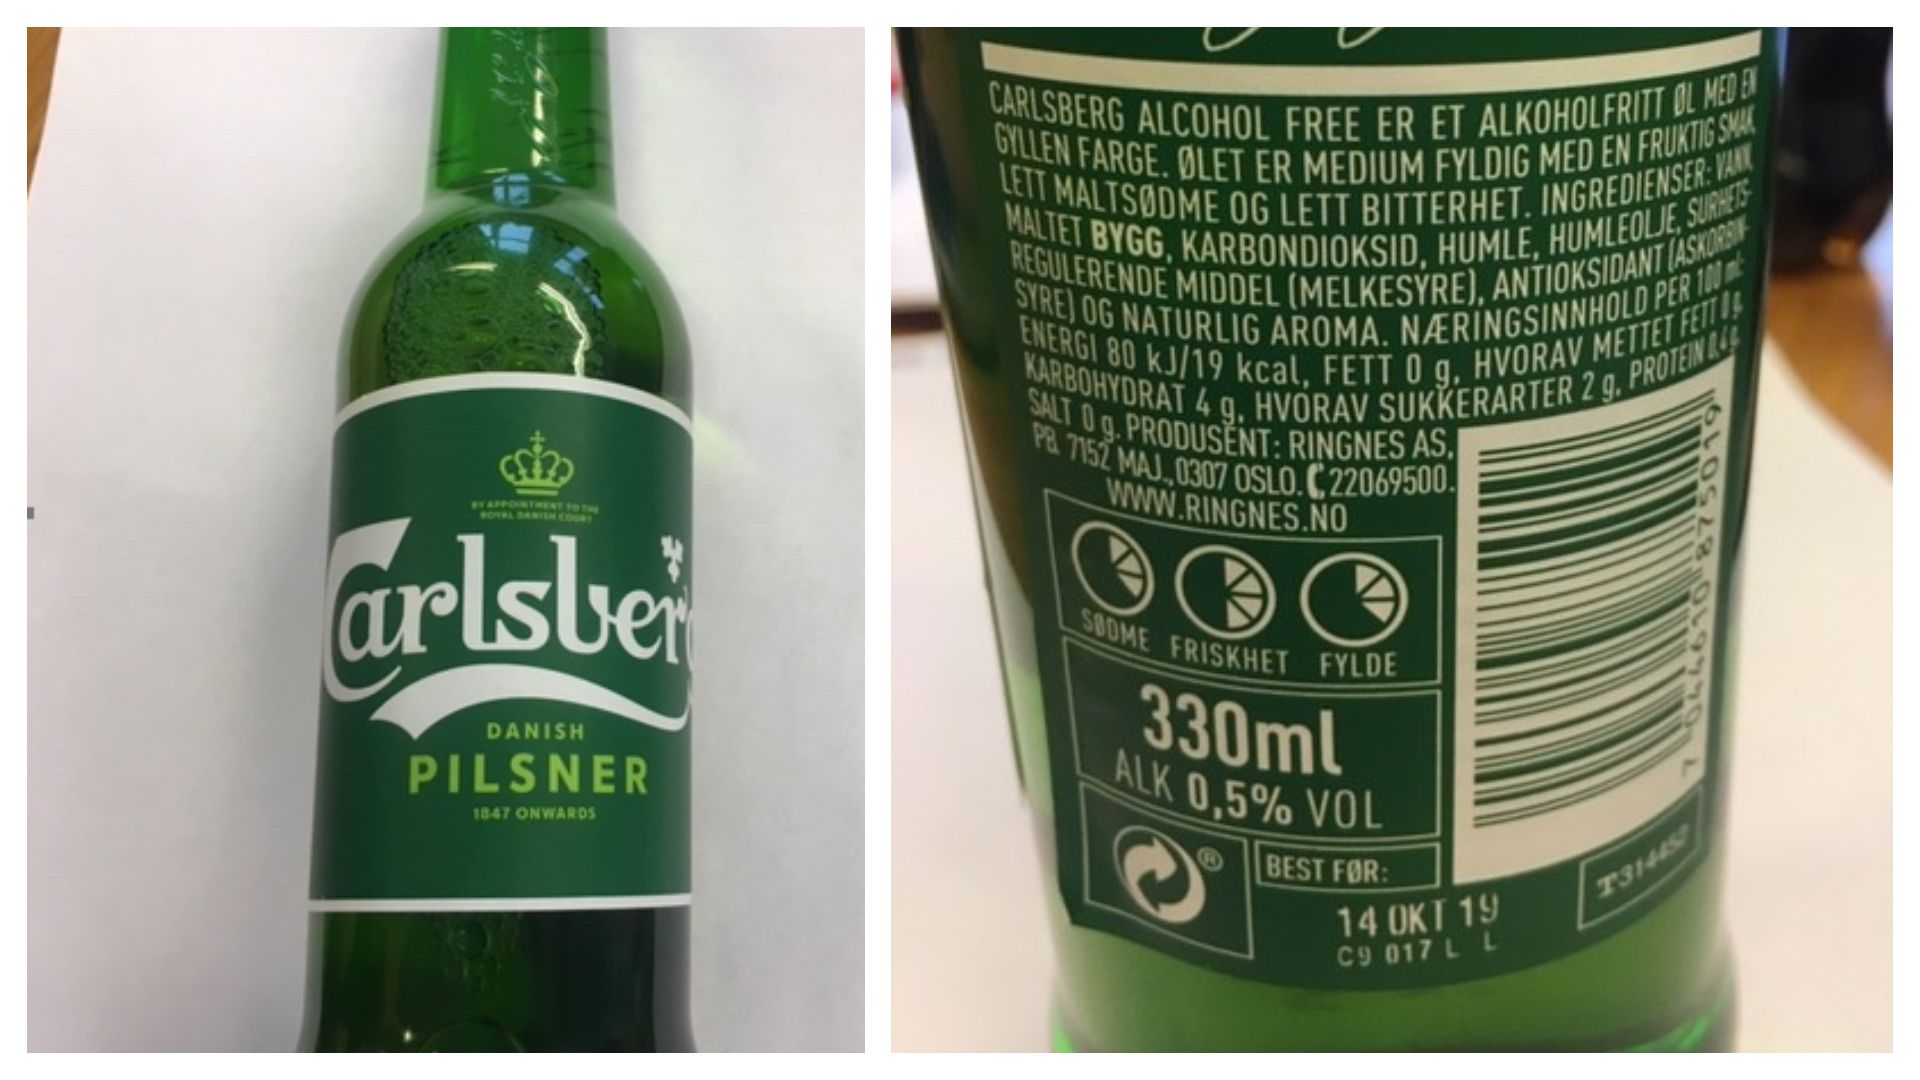 BY APPOINTMENT TO THE
ROYAL DANISH COURT
Carlsberg
DANISH
PILSNER
1847 ONWARDS
CARLSBERG ALCOHOL FREE ER ET ALKOHOLFRITT ØL MED EN
GYLLEN FARGE. ØLET ER MEDIUM FYLDIG MED EN FRUKTIG SMAK,
LETT MALTSØDME OG LETT BITTERHET. INGREDIENSER: VANN,
MALTET BYGG, KARBONDIOKSID, HUMLE, HUMLEOLJE, SURHETS-
REGULERENDE MIDDEL (MELKESYRE), ANTIOKSIDANT (ASKORBIN-
SYRE) OG NATURLIG AROMA. NÆRINGSINNHOLD PER 100 ml:
ENERGI 80 kJ/19 kcal, FETT 0 g, HVORAV METTET FETT 0 g,
KARBOHYDRAT 4 g, HVORAV SUKKERARTER 2 g, PROTEIN 0,4 g,
SALT 0 g. PRODUSENT: RINGNES AS,
PB. 7152 MAJ., 0307 OSLO. 22069500.
WWW.RINGNES.NO
SØDME FRISKHET FYLDE
330ml
ALK 0,5% VOL
®
BEST FØR:
14 OKT 19
C9 017 L L
7 044610 875019
T314452